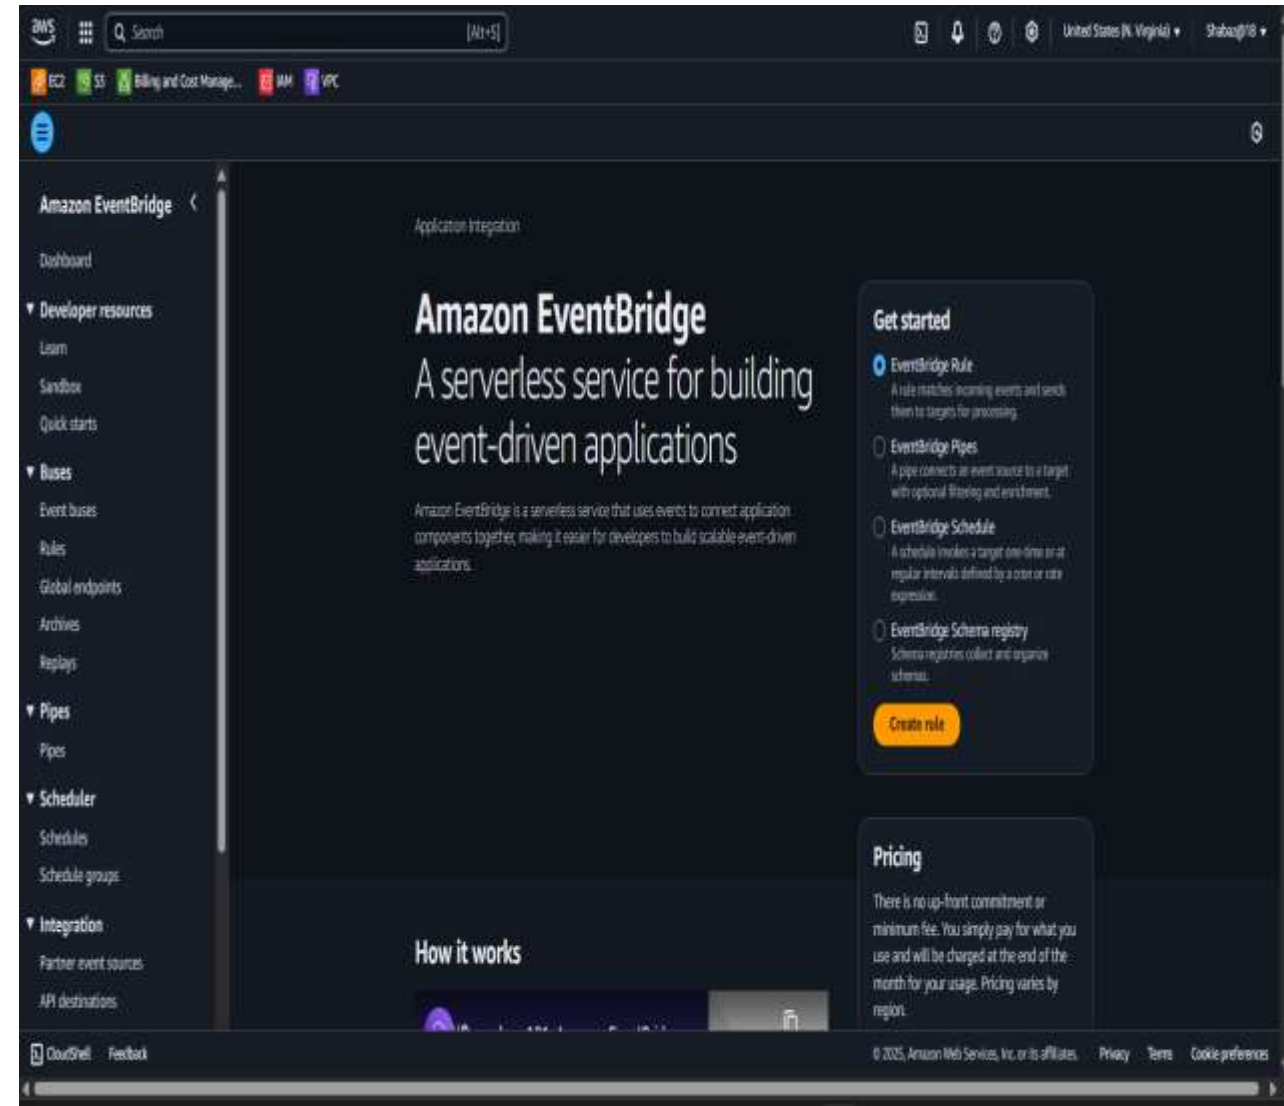 aws
Search [Alt+S]
United States (N. Virginia) ▾ Shabaz@18 ▾
EC2 S3 Billing and Cost Manage... IAM VPC
Amazon EventBridge
Dashboard
Developer resources
Learn
Sandbox
Quick starts
Buses
Event buses
Rules
Global endpoints
Archives
Replays
Pipes
Pipes
Scheduler
Schedules
Schedule groups
Integration
Partner event sources
API destinations
Application Integration
Amazon EventBridge
A serverless service for building
event-driven applications
Amazon EventBridge is a serverless service that uses events to connect application
components together, making it easier for developers to build scalable event-driven
applications.
Get started
EventBridge Rule
A rule matches incoming events and sends
them to targets for processing.
EventBridge Pipes
A pipe connects an event source to a target
with optional filtering and enrichment.
EventBridge Schedule
A schedule invokes a target one-time or at
regular intervals defined by a cron or rate
expression.
EventBridge Schema registry
Schema registries collect and organize
schemas.
Create rule
Pricing
There is no up-front commitment or
minimum fee. You simply pay for what you
use and will be charged at the end of the
month for your usage. Pricing varies by
region.
How it works
CloudShell Feedback
© 2025, Amazon Web Services, Inc. or its affiliates. Privacy Terms Cookie preferences